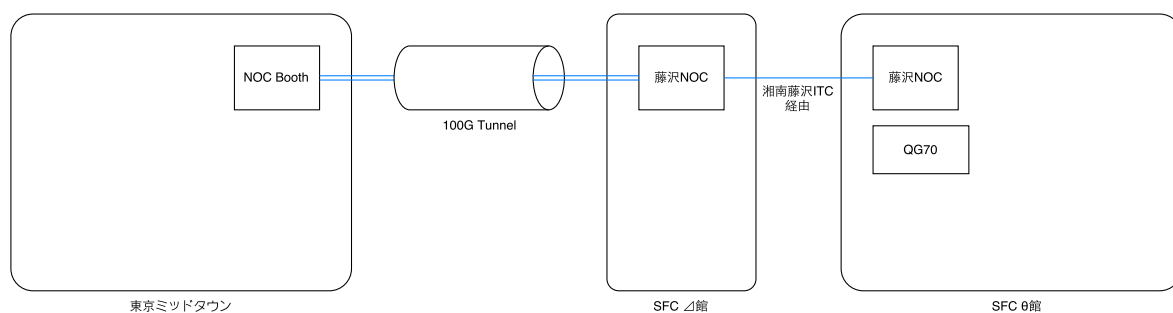 NOC Booth
100G Tunnel
藤沢NOC
湘南藤沢ITC
経由
藤沢NOC
QG70
東京ミッドタウン
SFC ⊿館
SFC θ館